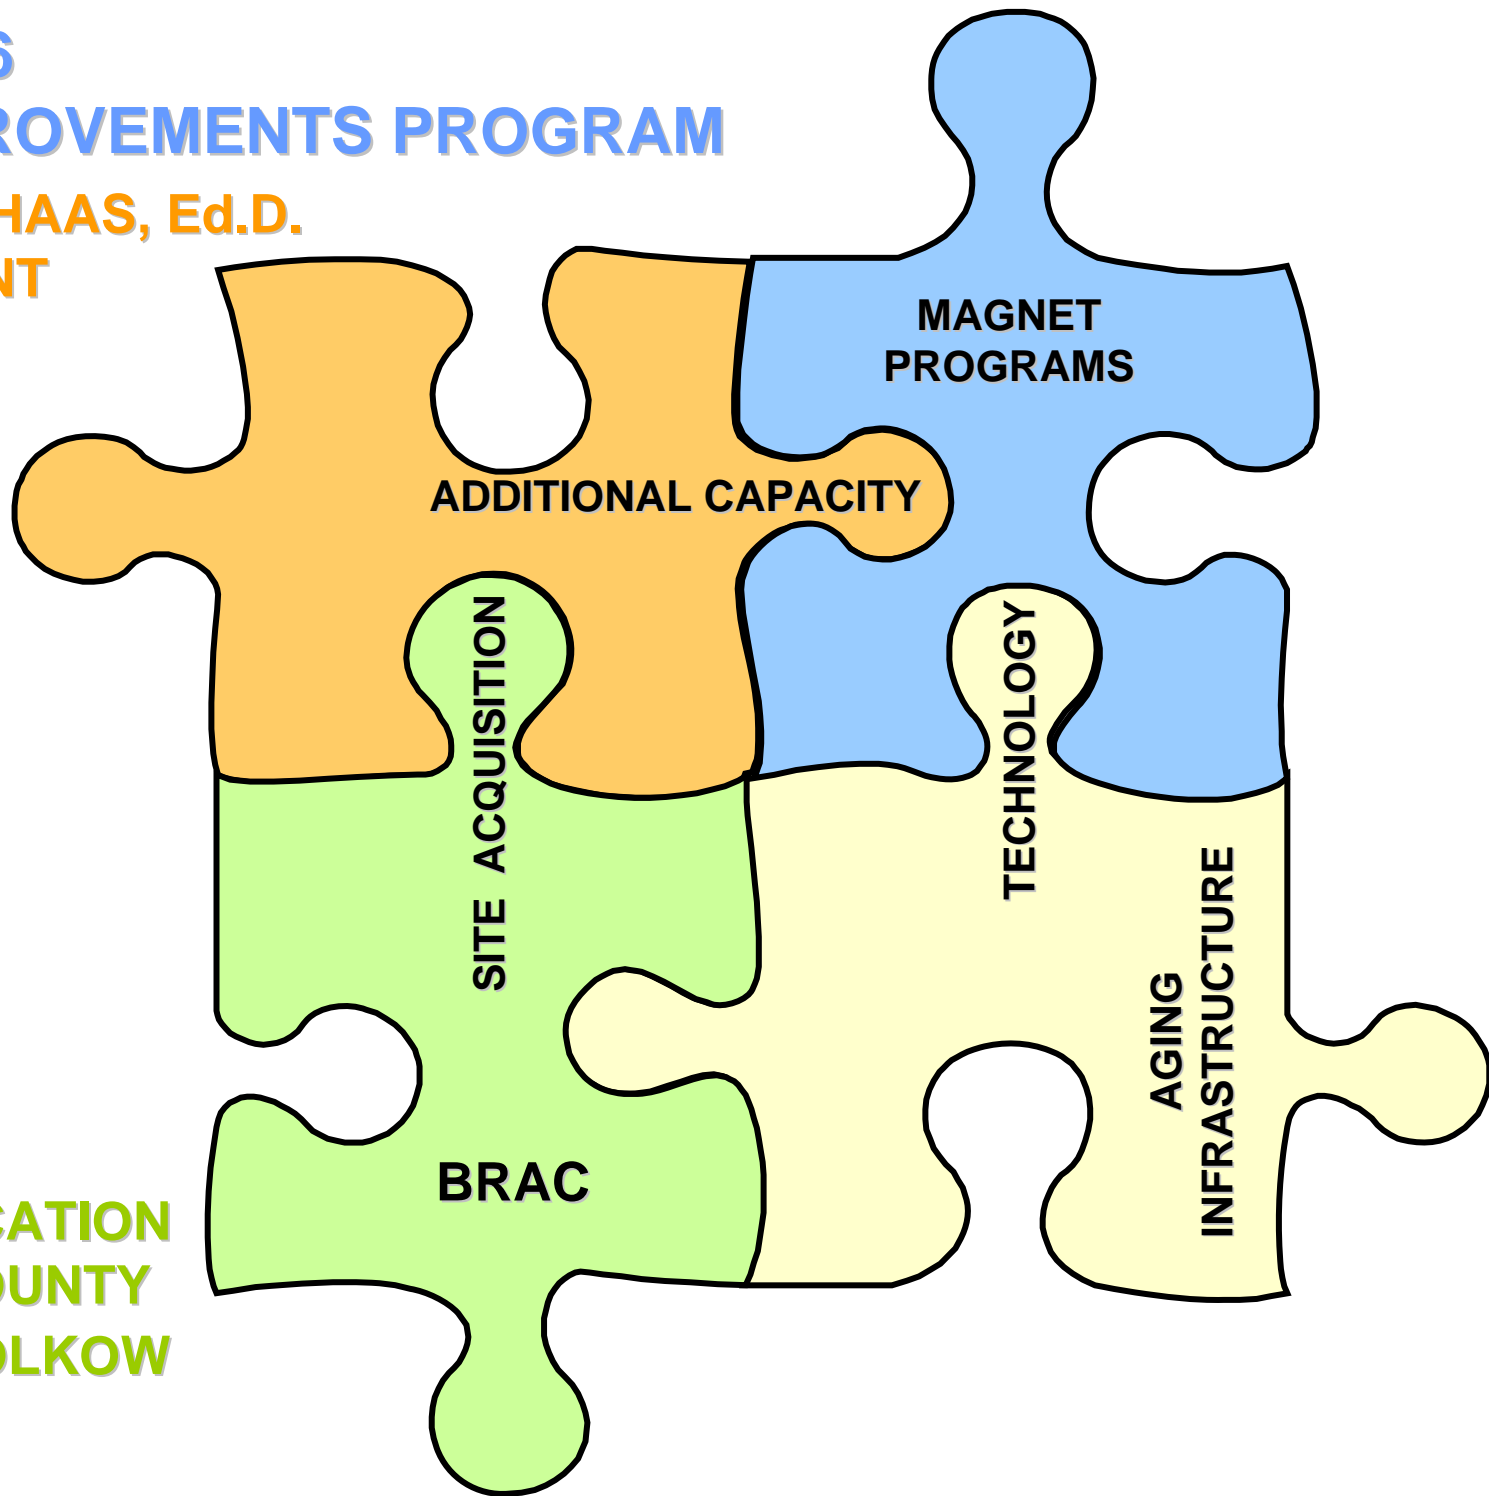 S
ROVEMENTS PROGRAM
HAAS, Ed.D.
NT
MAGNET
PROGRAMS
ADDITIONAL CAPACITY
SITE ACQUISITION
TECHNOLOGY
AGING
INFRASTRUCTURE
BRAC
CATION
OUNTY
OLKOW